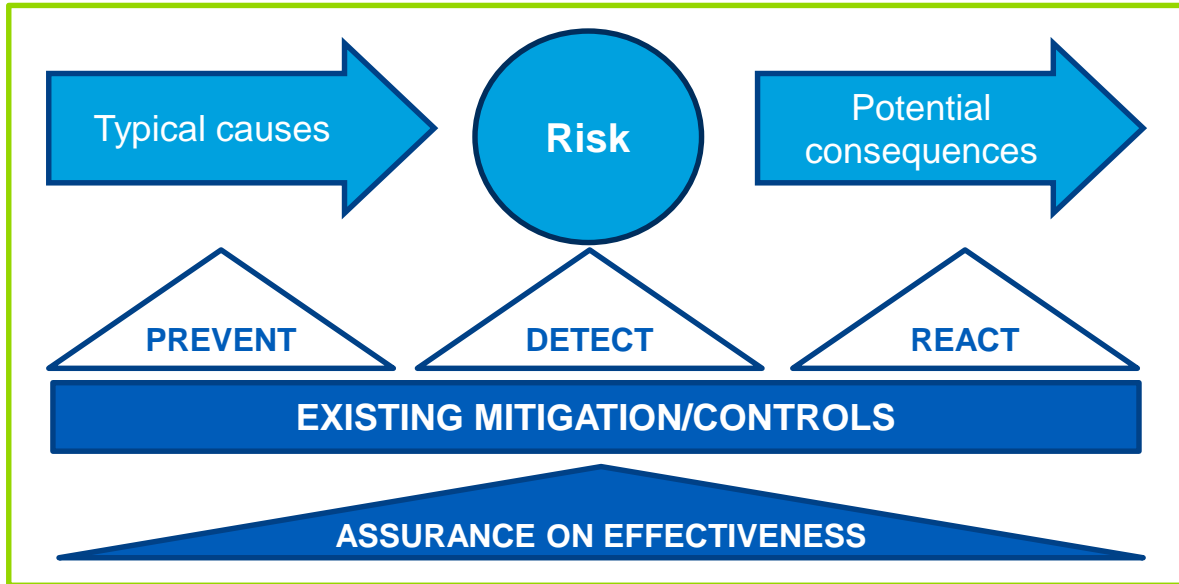 Typical causes
Risk
Potential
consequences
PREVENT
DETECT
REACT
EXISTING MITIGATION/CONTROLS
ASSURANCE ON EFFECTIVENESS